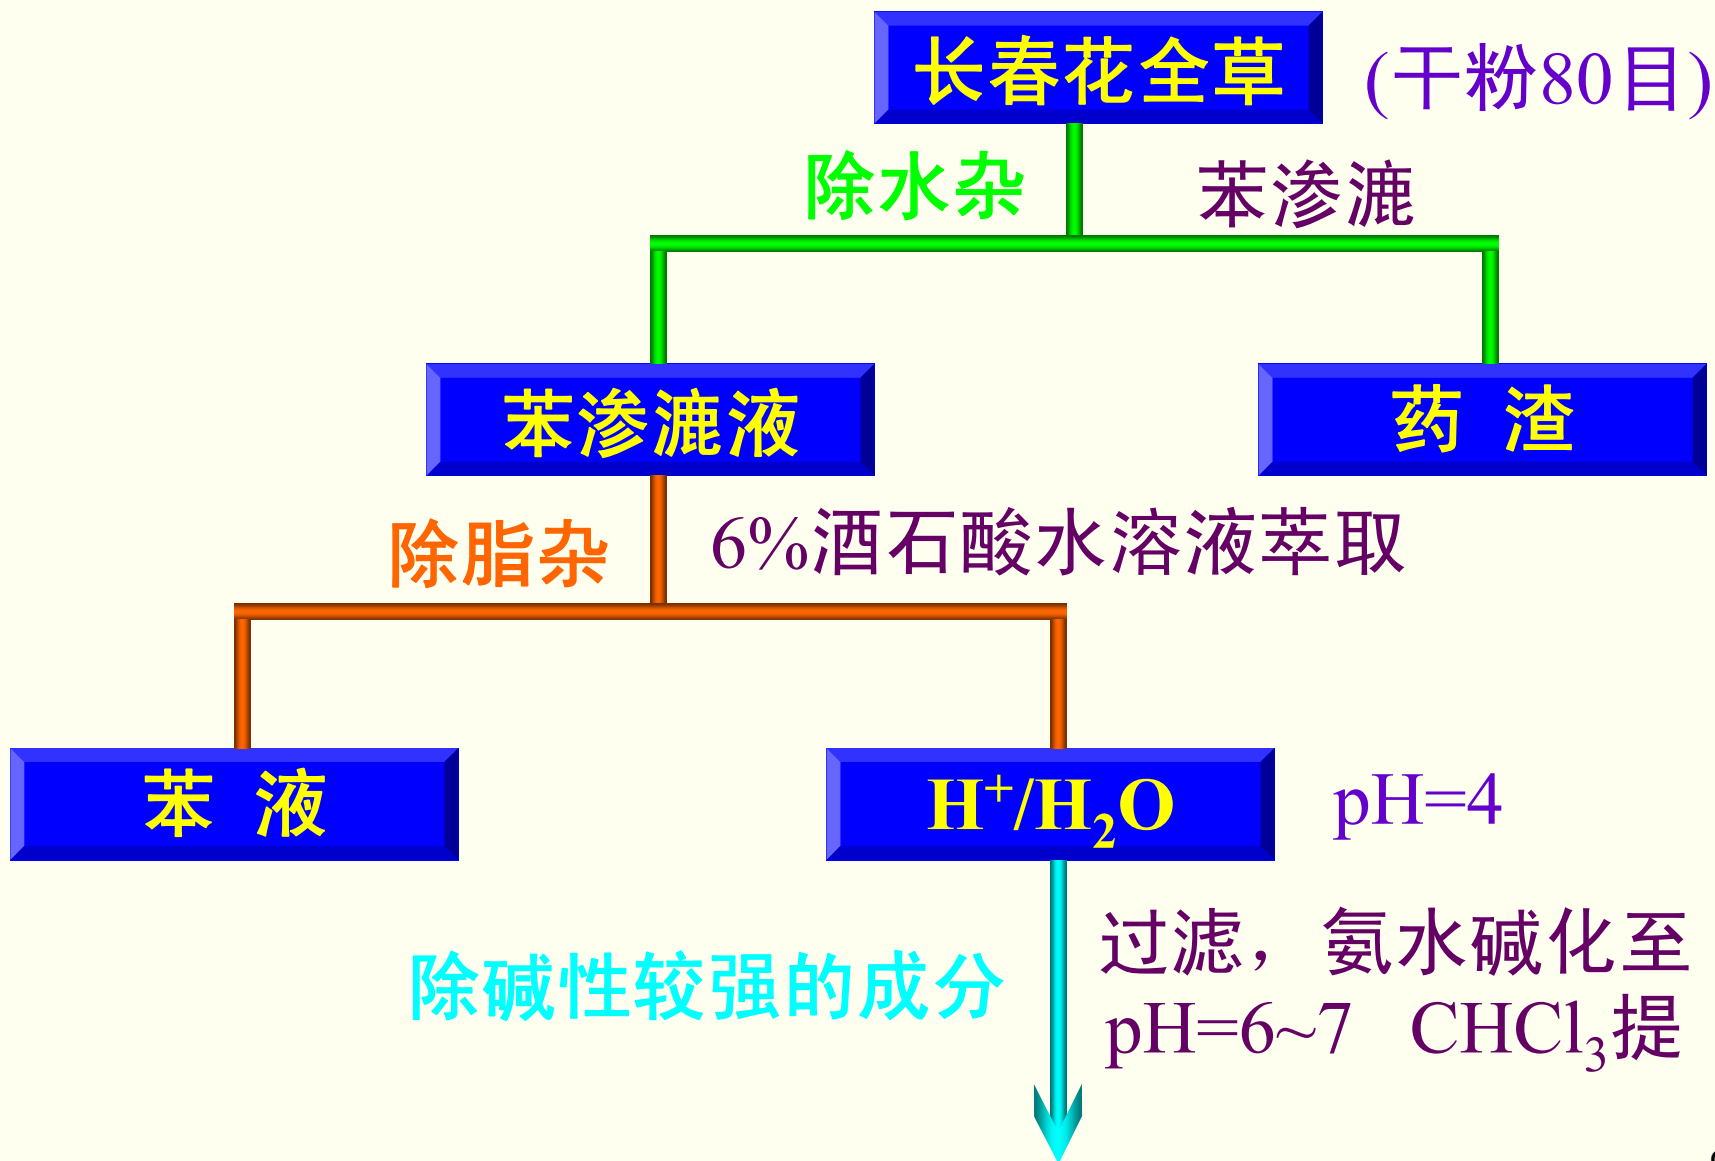 长春花全草 (干粉80目)
除水杂 苯渗漉
苯渗漉液 药 渣
除脂杂 6%酒石酸水溶液萃取
苯 液 H⁺/H₂O pH=4
除碱性较强的成分 过滤，氨水碱化至
pH=6~7 CHCl₃提